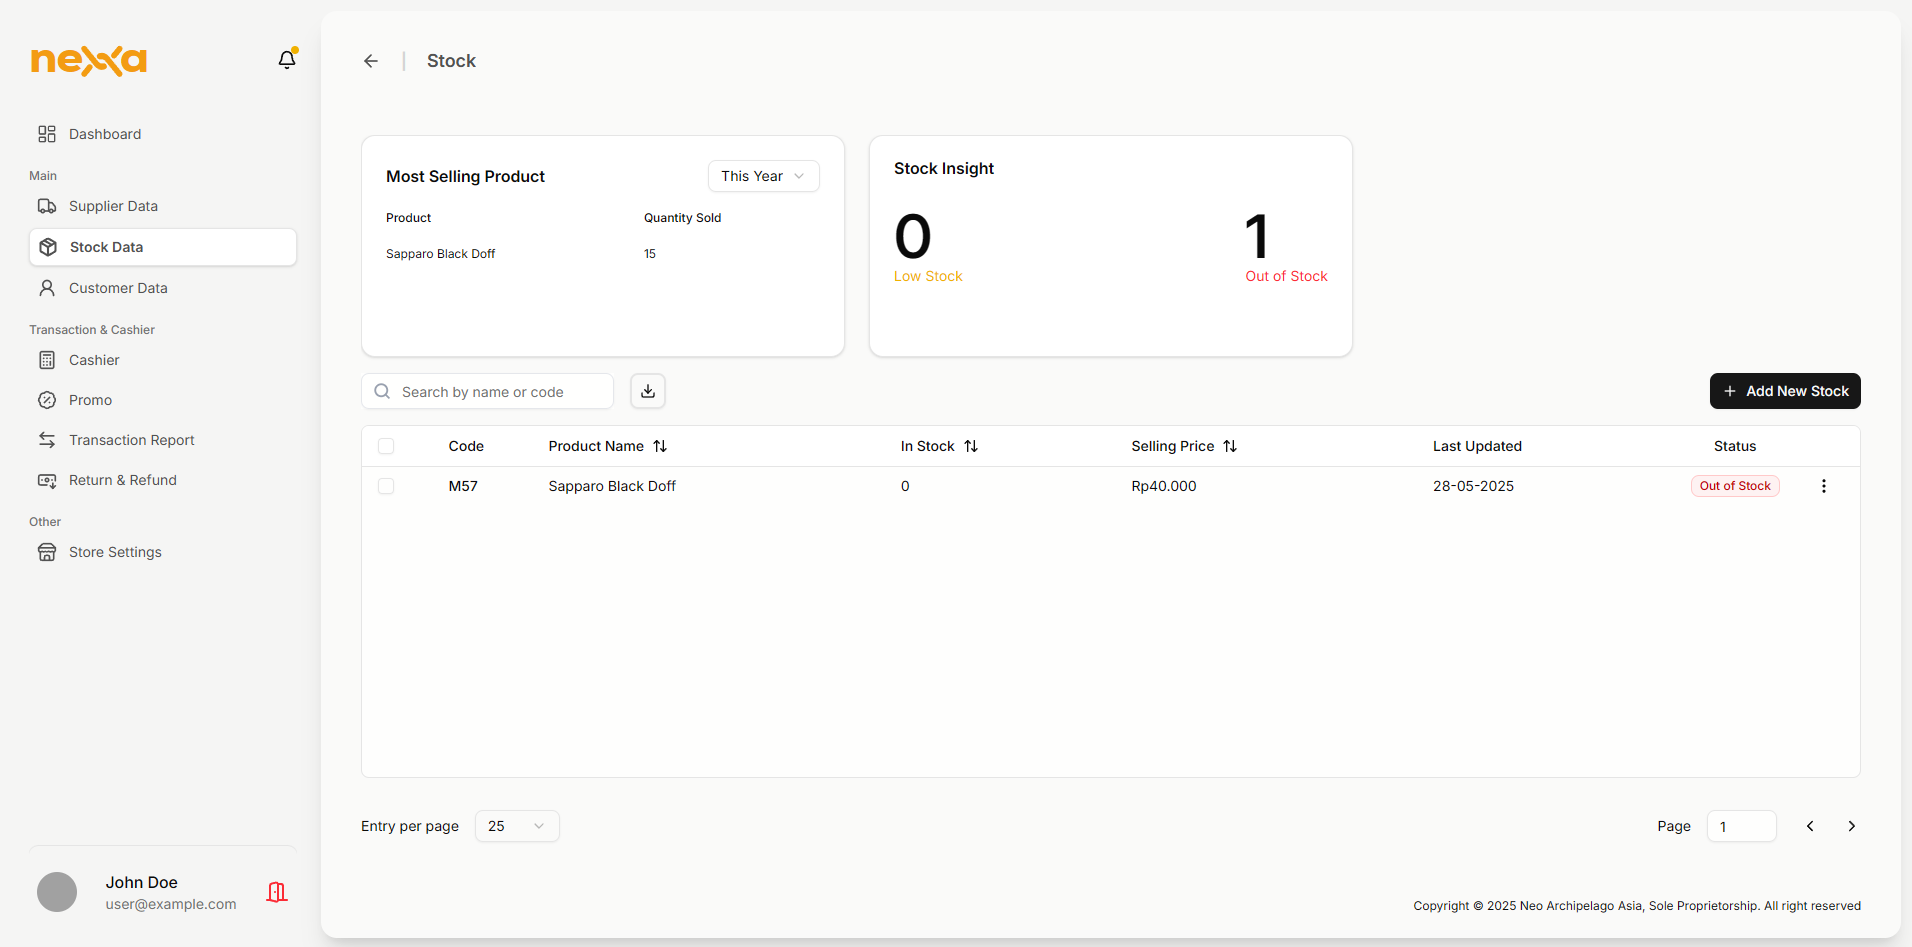 nexxa
Dashboard
Main
Supplier Data
Stock Data
Customer Data
Transaction & Cashier
Cashier
Promo
Transaction Report
Return & Refund
Other
Store Settings
John Doe
user@example.com
Stock
Most Selling Product
This Year
Product Quantity Sold
Sapparo Black Doff 15
Stock Insight
0 1
Low Stock Out of Stock
Search by name or code
Add New Stock
Code Product Name In Stock Selling Price Last Updated Status
M57 Sapparo Black Doff 0 Rp40.000 28-05-2025 Out of Stock
Entry per page 25
Page 1
Copyright © 2025 Neo Archipelago Asia, Sole Proprietorship. All right reserved